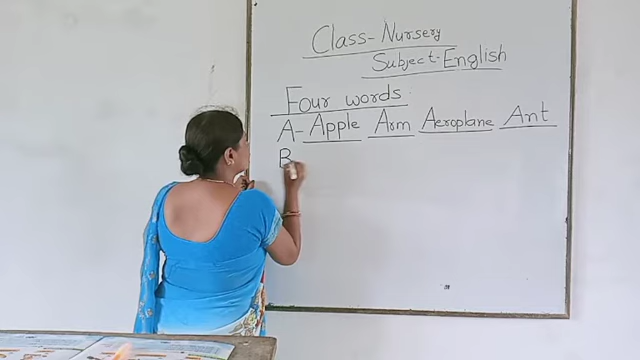 Class- Nursery
Subject- English
Four words
A- Apple Arm Aeroplane Ant
B